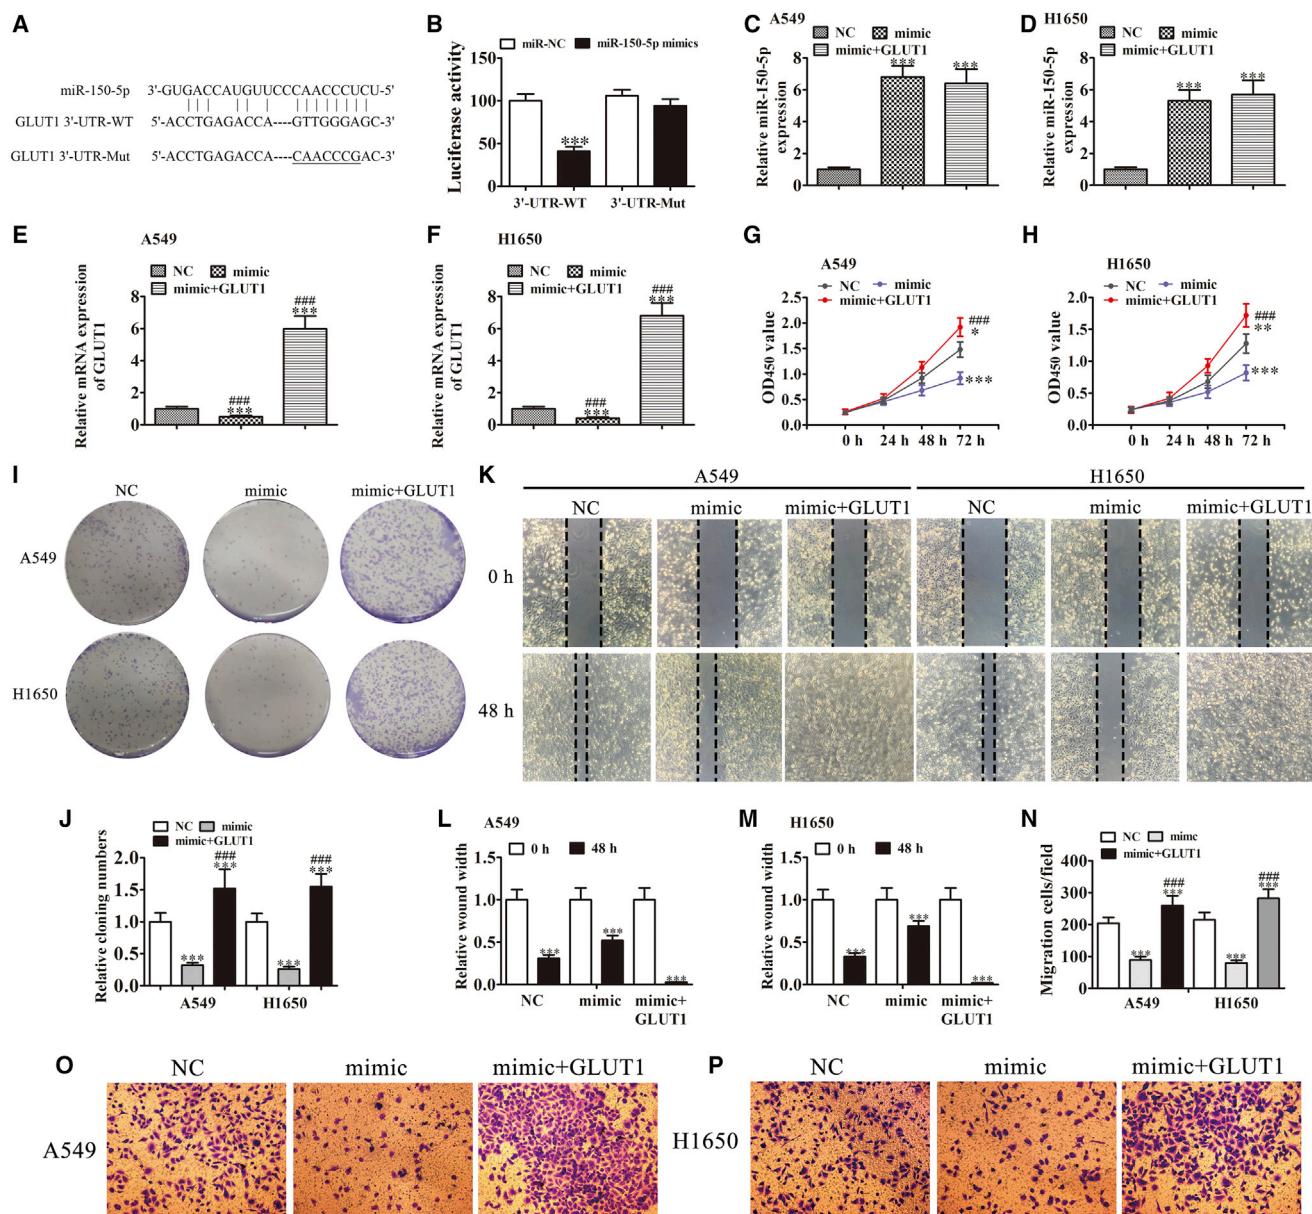 A
miR-150-5p 3'-GUGACCAUGUUCCCAACCCUCU-5'
GLUT1 3'-UTR-WT 5'-ACCTGAGACCA----GTTGGGAGC-3'
GLUT1 3'-UTR-Mut 5'-ACCTGAGACCA----CAACCCGAC-3'
B
miR-NC miR-150-5p mimics
Luciferase activity
150
100
50
0
***
3'-UTR-WT 3'-UTR-Mut
C
A549
NC mimic
mimic+GLUT1
Relative miR-150-5p
expression
8
6
4
2
0
*** ***
D
H1650
NC mimic
mimic+GLUT1
Relative miR-150-5p
expression
8
6
4
2
0
*** ***
E
A549
NC mimic
mimic+GLUT1
Relative mRNA expression
of GLUT1
8
6
4
2
0
###
***
###
***
F
H1650
NC mimic
mimic+GLUT1
Relative mRNA expression
of GLUT1
8
6
4
2
0
###
***
###
***
G
A549
NC mimic
mimic+GLUT1
OD450 value
2.5
2.0
1.5
1.0
0.5
0.0
###
*
***
0 h 24 h 48 h 72 h
H
H1650
NC mimic
mimic+GLUT1
OD450 value
2.0
1.5
1.0
0.5
0.0
###
**
***
0 h 24 h 48 h 72 h
I
NC mimic mimic+GLUT1
A549
H1650
K
A549 H1650
NC mimic mimic+GLUT1 NC mimic mimic+GLUT1
0 h
48 h
J
NC mimic
mimic+GLUT1
Relative cloning numbers
2.0
1.5
1.0
0.5
0.0
***
###
***
***
###
***
A549 H1650
L
A549
0 h 48 h
Relative wound width
1.5
1.0
0.5
0.0
*** *** ***
NC mimic mimic+
GLUT1
M
H1650
0 h 48 h
Relative wound width
1.5
1.0
0.5
0.0
*** *** ***
NC mimic mimic+
GLUT1
N
NC mimc
mimic+GLUT1
Migration cells/field
400
300
200
100
0
***
###
***
***
###
***
A549 H1650
O
NC mimic mimic+GLUT1
A549
P
NC mimic mimic+GLUT1
H1650